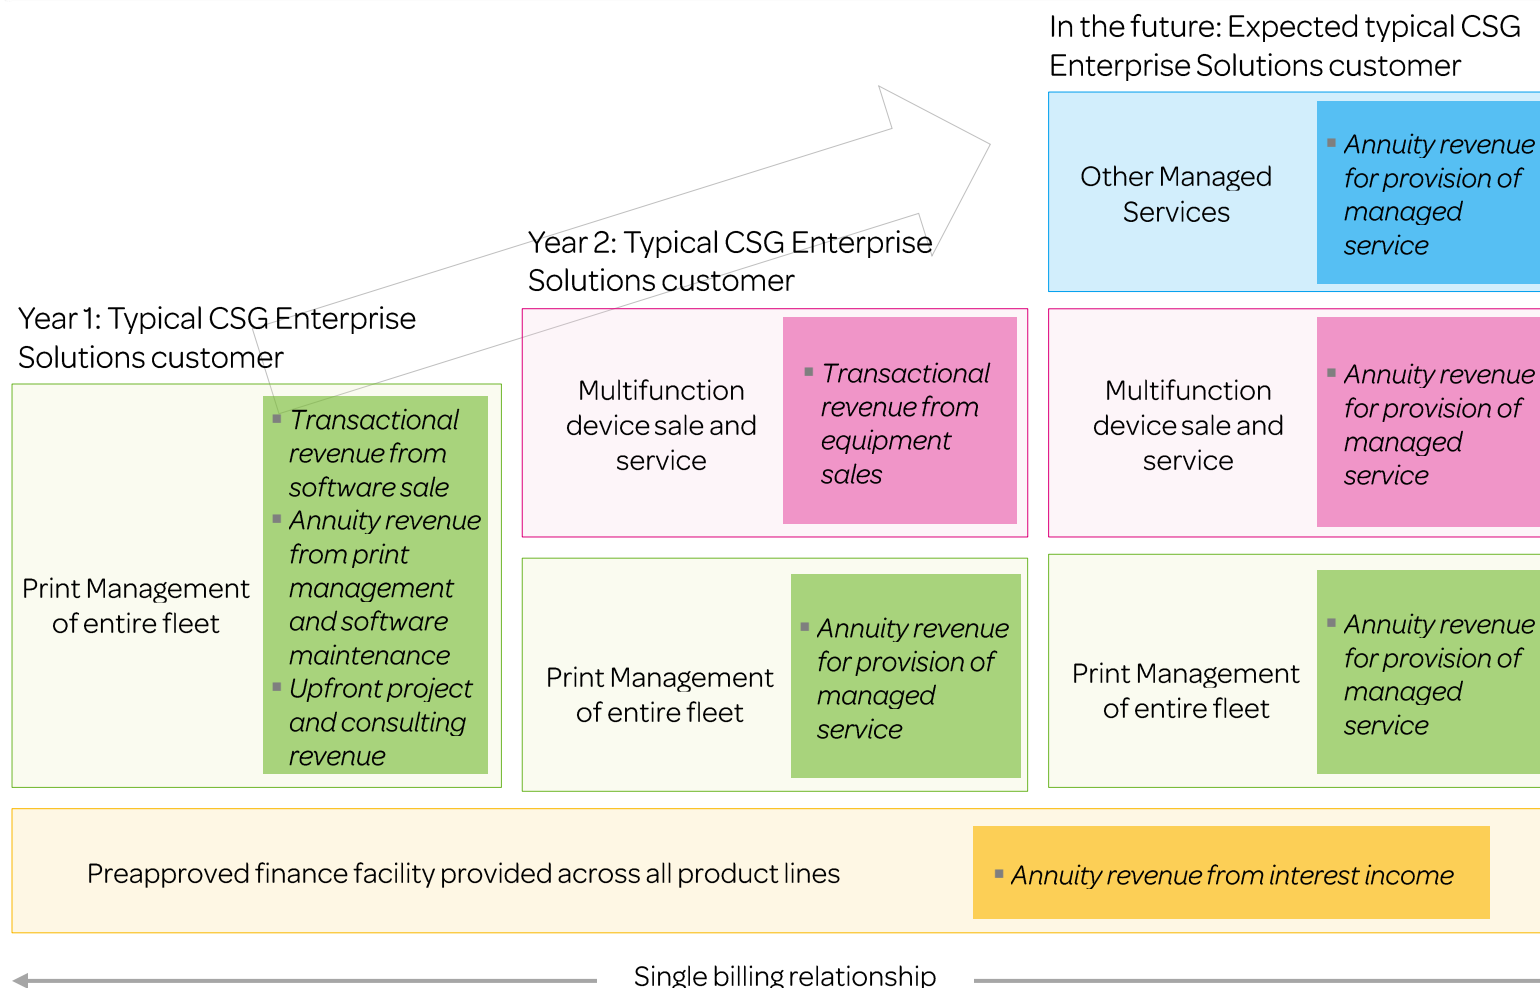 In the future: Expected typical CSG
Enterprise Solutions customer
Other Managed
Services
Annuity revenue
for provision of
managed
service
Year 2: Typical CSG Enterprise
Solutions customer
Multifunction
device sale and
service
Transactional
revenue from
equipment
sales
Multifunction
device sale and
service
Annuity revenue
for provision of
managed
service
Year 1: Typical CSG Enterprise
Solutions customer
Print Management
of entire fleet
Transactional
revenue from
software sale
Annuity revenue
from print
management
and software
maintenance
Upfront project
and consulting
revenue
Print Management
of entire fleet
Annuity revenue
for provision of
managed
service
Print Management
of entire fleet
Annuity revenue
for provision of
managed
service
Preapproved finance facility provided across all product lines
Annuity revenue from interest income
Single billing relationship